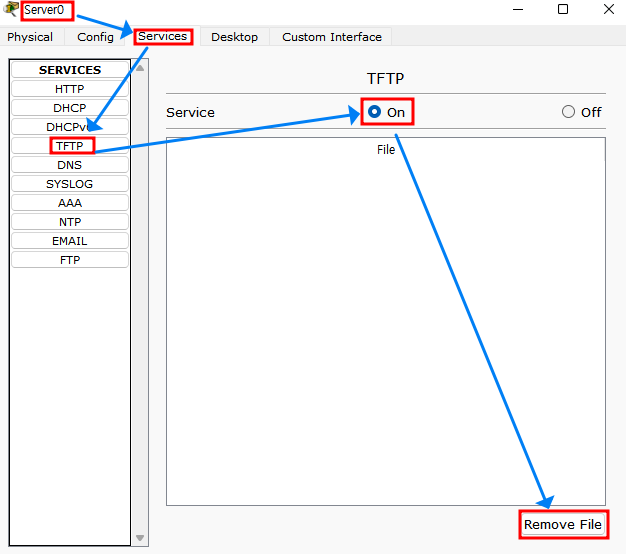 Server0
Physical Config Services Desktop Custom Interface
SERVICES
HTTP
DHCP
DHCPv
TFTP
DNS
SYSLOG
AAA
NTP
EMAIL
FTP
TFTP
Service On Off
File
Remove File